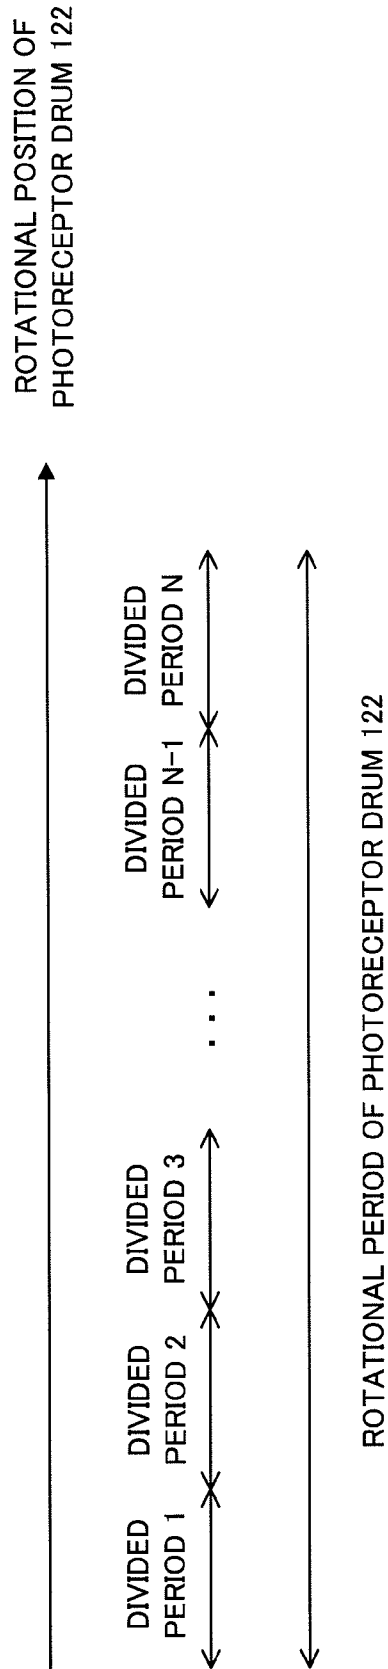 ROTATIONAL POSITION OF
PHOTORECEPTOR DRUM 122
DIVIDED
PERIOD 1
DIVIDED
PERIOD 2
DIVIDED
PERIOD 3
...
DIVIDED
PERIOD N-1
DIVIDED
PERIOD N
ROTATIONAL PERIOD OF PHOTORECEPTOR DRUM 122